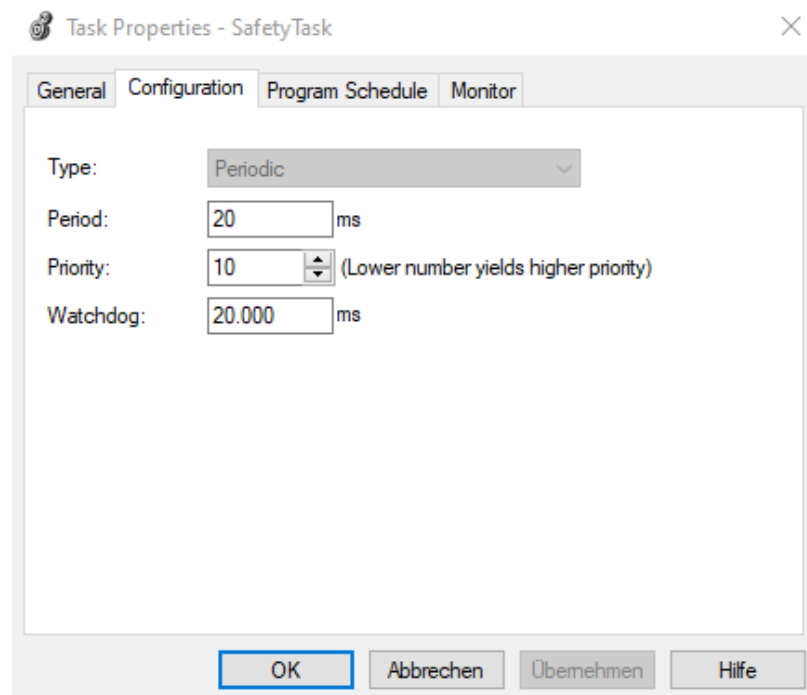 Task Properties - SafetyTask
General Configuration Program Schedule Monitor
Type: Periodic
Period: 20 ms
Priority: 10 (Lower number yields higher priority)
Watchdog: 20.000 ms
OK Abbrechen Übernehmen Hilfe